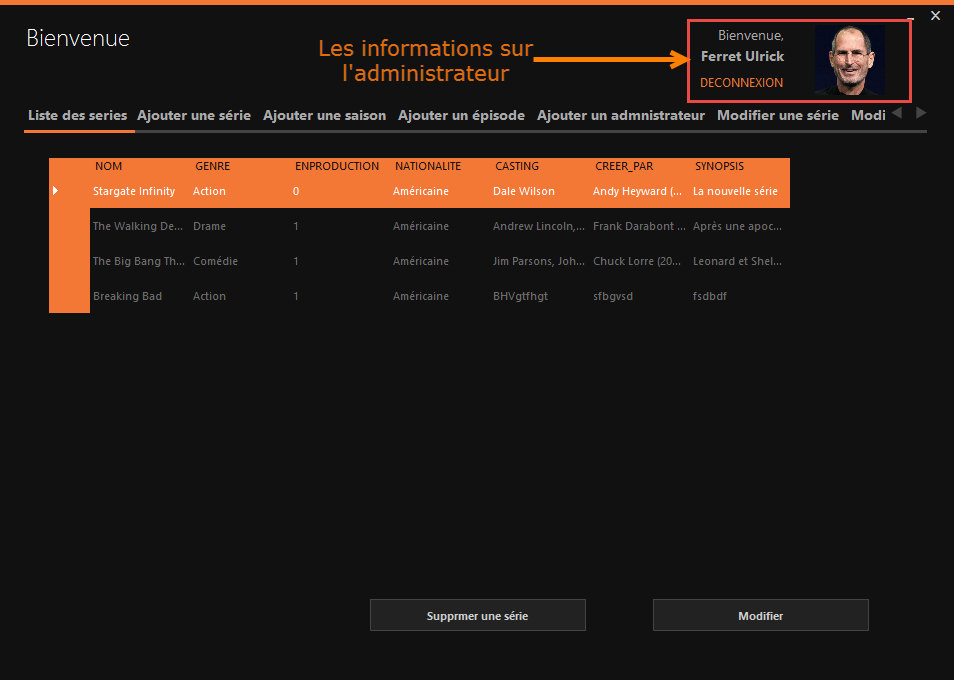 Bienvenue
Les informations sur
l'administrateur
Bienvenue,
Ferret Ulrick
DECONNEXION
Liste des series Ajouter une série Ajouter une saison Ajouter un épisode Ajouter un admnistrateur Modifier une série Modi
NOM GENRE ENPRODUCTION NATIONALITE CASTING CREER_PAR SYNOPSIS
Stargate Infinity Action 0 Américaine Dale Wilson Andy Heyward (... La nouvelle série
The Walking De... Drame 1 Américaine Andrew Lincoln,... Frank Darabont ... Après une apoc...
The Big Bang Th... Comédie 1 Américaine Jim Parsons, Joh... Chuck Lorre (20... Leonard et Shel...
Breaking Bad Action 1 Américaine BHVgtfhgt sfbgvsd fsdbdf
Supprmer une série Modifier